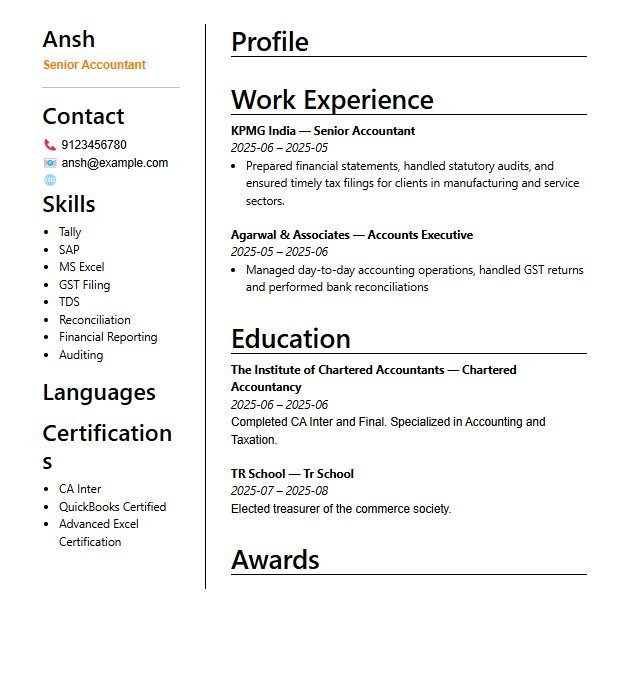 Ansh
Senior Accountant
Contact
9123456780
ansh@example.com
Skills
Tally
SAP
MS Excel
GST Filing
TDS
Reconciliation
Financial Reporting
Auditing
Languages
Certification
s
CA Inter
QuickBooks Certified
Advanced Excel
Certification
Profile
Work Experience
KPMG India — Senior Accountant
2025-06 – 2025-05
Prepared financial statements, handled statutory audits, and
ensured timely tax filings for clients in manufacturing and service
sectors.
Agarwal & Associates — Accounts Executive
2025-05 – 2025-06
Managed day-to-day accounting operations, handled GST returns
and performed bank reconciliations
Education
The Institute of Chartered Accountants — Chartered
Accountancy
2025-06 – 2025-06
Completed CA Inter and Final. Specialized in Accounting and
Taxation.
TR School — Tr School
2025-07 – 2025-08
Elected treasurer of the commerce society.
Awards